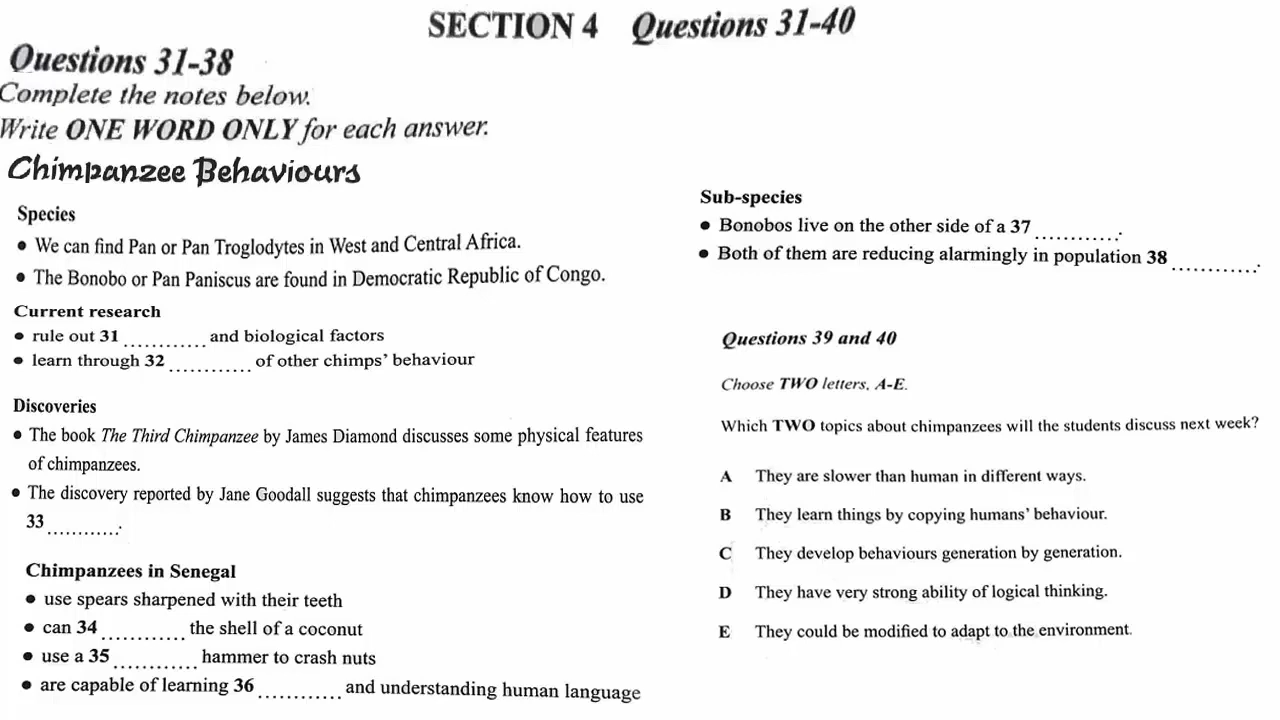 SECTION 4 Questions 31-40
Questions 31-38
Complete the notes below.
Write ONE WORD ONLY for each answer.
Chimpanzee Behaviours
Species
• We can find Pan or Pan Troglodytes in West and Central Africa.
• The Bonobo or Pan Paniscus are found in Democratic Republic of Congo.
Current research
• rule out 31 ............ and biological factors
• learn through 32 ............ of other chimps' behaviour
Discoveries
• The book The Third Chimpanzee by James Diamond discusses some physical features
of chimpanzees.
• The discovery reported by Jane Goodall suggests that chimpanzees know how to use
33 ............
Chimpanzees in Senegal
• use spears sharpened with their teeth
• can 34 ............ the shell of a coconut
• use a 35 ............ hammer to crash nuts
• are capable of learning 36 ............ and understanding human language
Sub-species
• Bonobos live on the other side of a 37 .............
• Both of them are reducing alarmingly in population 38 .............
Questions 39 and 40
Choose TWO letters, A-E.
Which TWO topics about chimpanzees will the students discuss next week?
A They are slower than human in different ways.
B They learn things by copying humans' behaviour.
C They develop behaviours generation by generation.
D They have very strong ability of logical thinking.
E They could be modified to adapt to the environment.